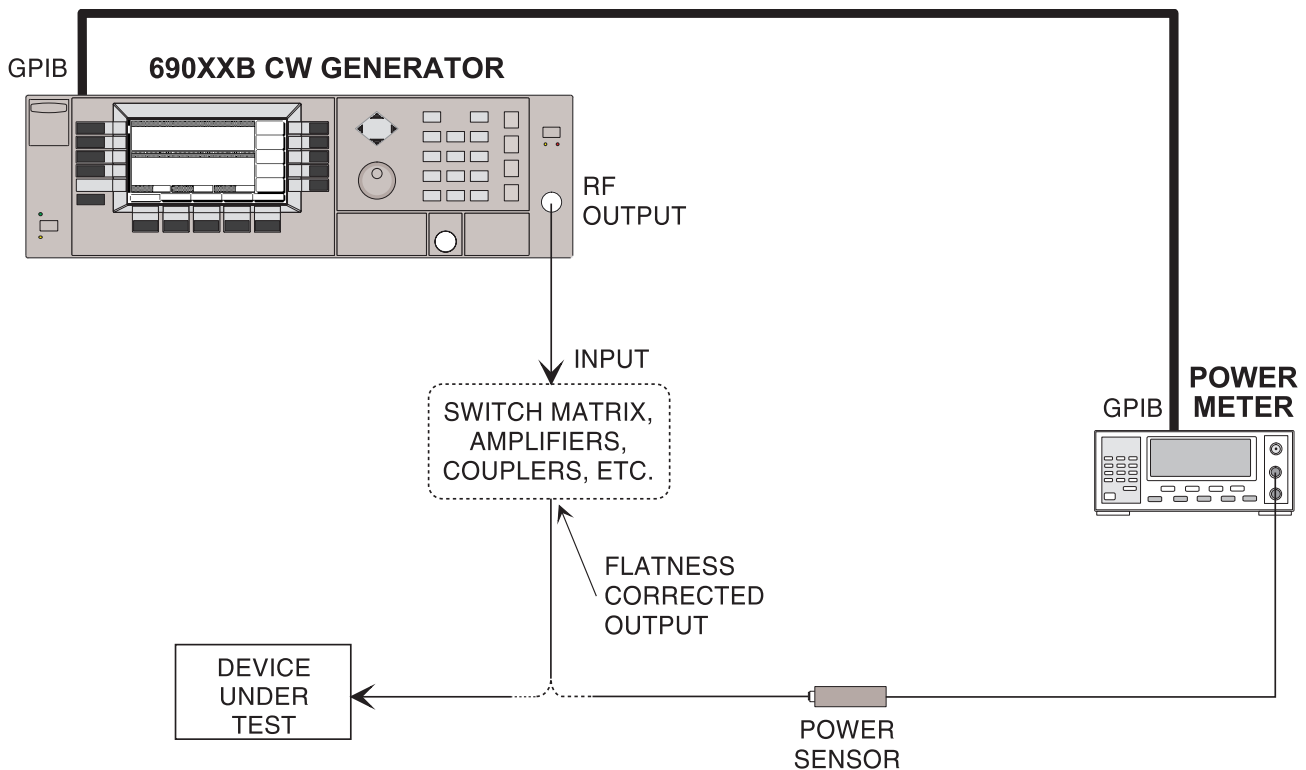 GPIB
690XXB CW GENERATOR
RF
OUTPUT
INPUT
SWITCH MATRIX,
AMPLIFIERS,
COUPLERS, ETC.
POWER
METER
GPIB
FLATNESS
CORRECTED
OUTPUT
DEVICE
UNDER
TEST
POWER
SENSOR